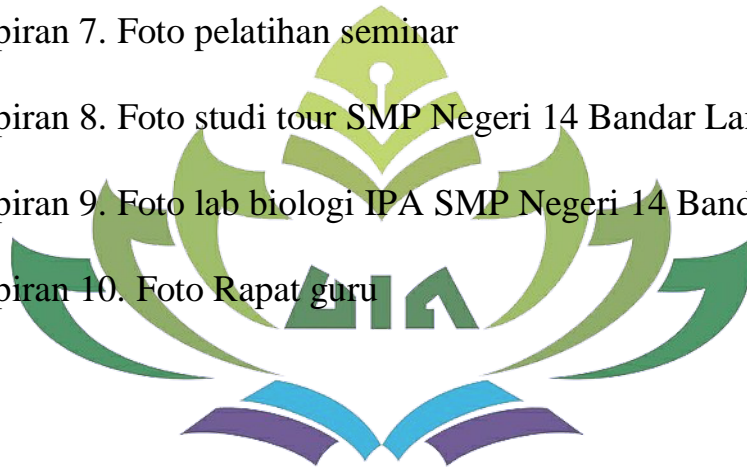 piran 7. Foto pelatihan seminar
piran 8. Foto studi tour SMP Negeri 14 Bandar La
piran 9. Foto lab biologi IPA SMP Negeri 14 Band
piran 10. Foto Rapat guru
UIN